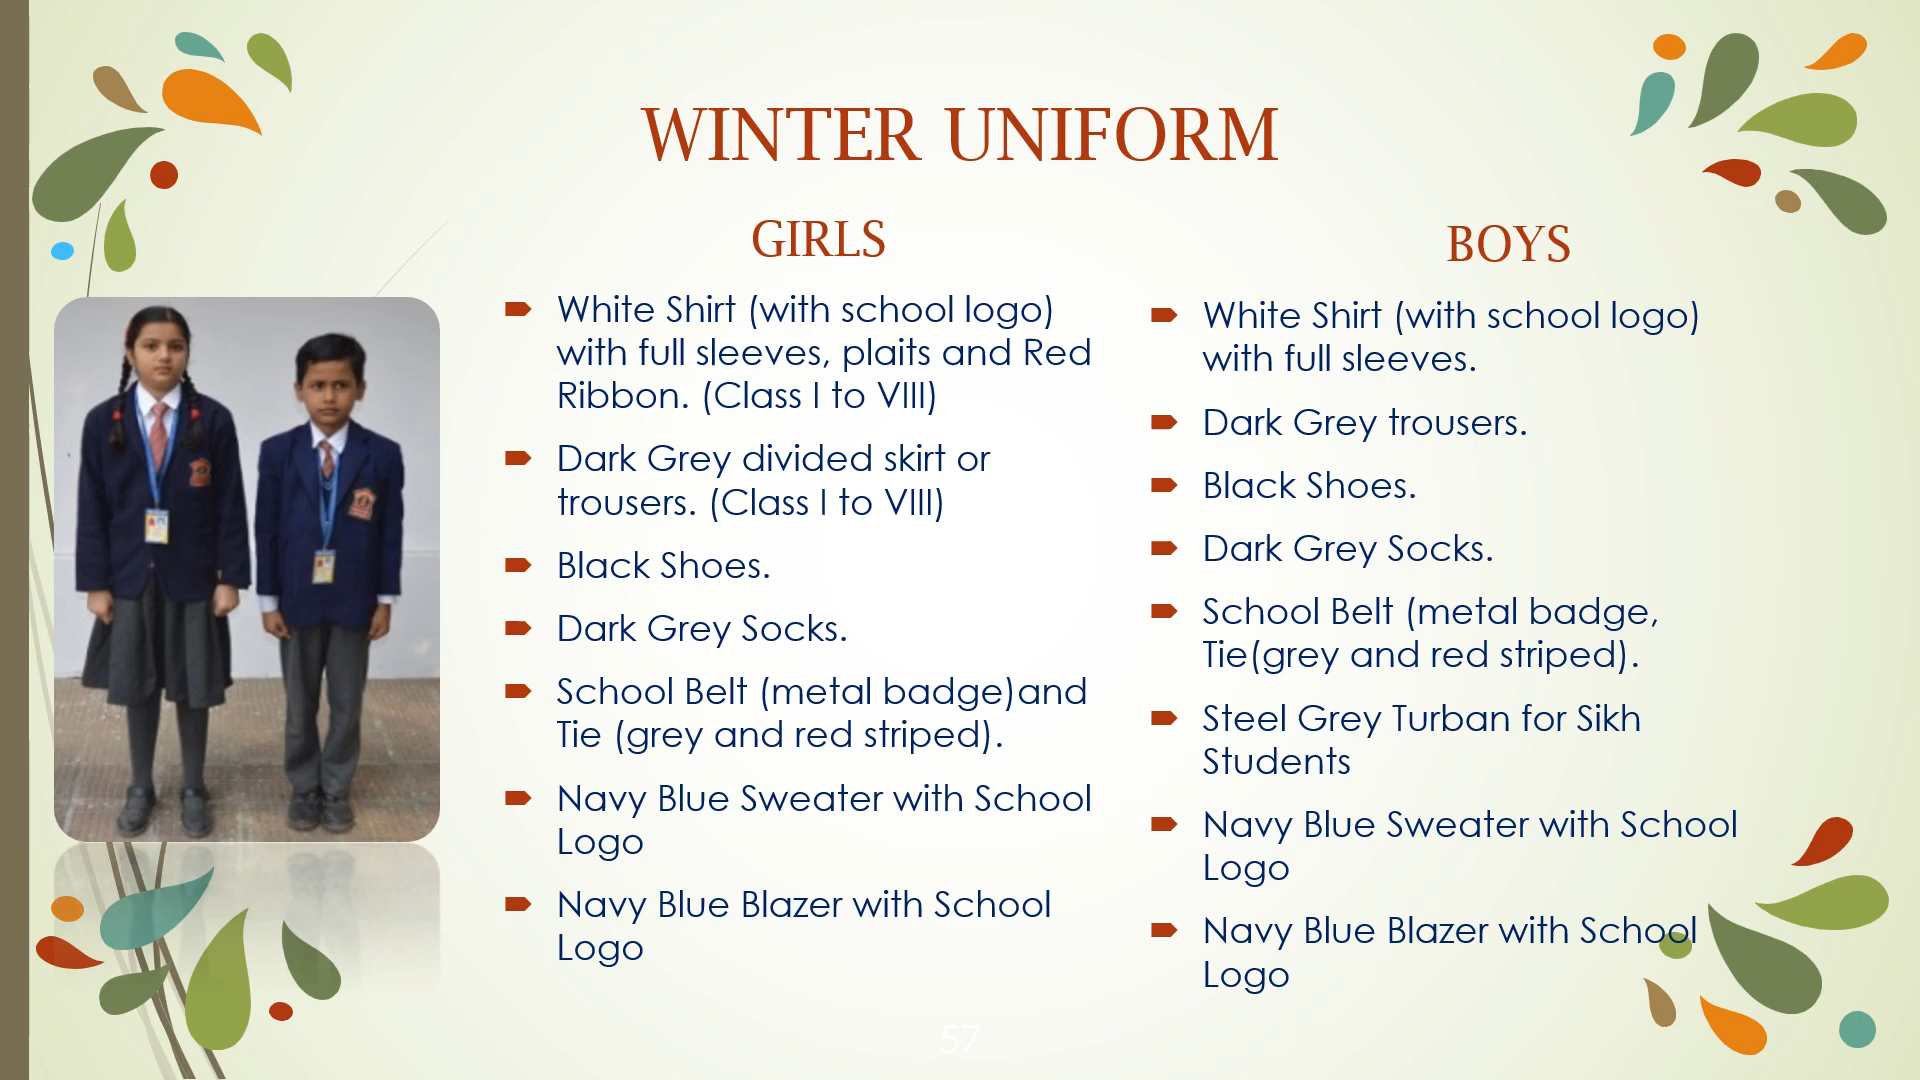 WINTER UNIFORM
GIRLS
White Shirt (with school logo)
with full sleeves, plaits and Red
Ribbon. (Class I to VIII)
Dark Grey divided skirt or
trousers. (Class I to VIII)
Black Shoes.
Dark Grey Socks.
School Belt (metal badge)and
Tie (grey and red striped).
Navy Blue Sweater with School
Logo
Navy Blue Blazer with School
Logo
BOYS
White Shirt (with school logo)
with full sleeves.
Dark Grey trousers.
Black Shoes.
Dark Grey Socks.
School Belt (metal badge,
Tie(grey and red striped).
Steel Grey Turban for Sikh
Students
Navy Blue Sweater with School
Logo
Navy Blue Blazer with School
Logo
57